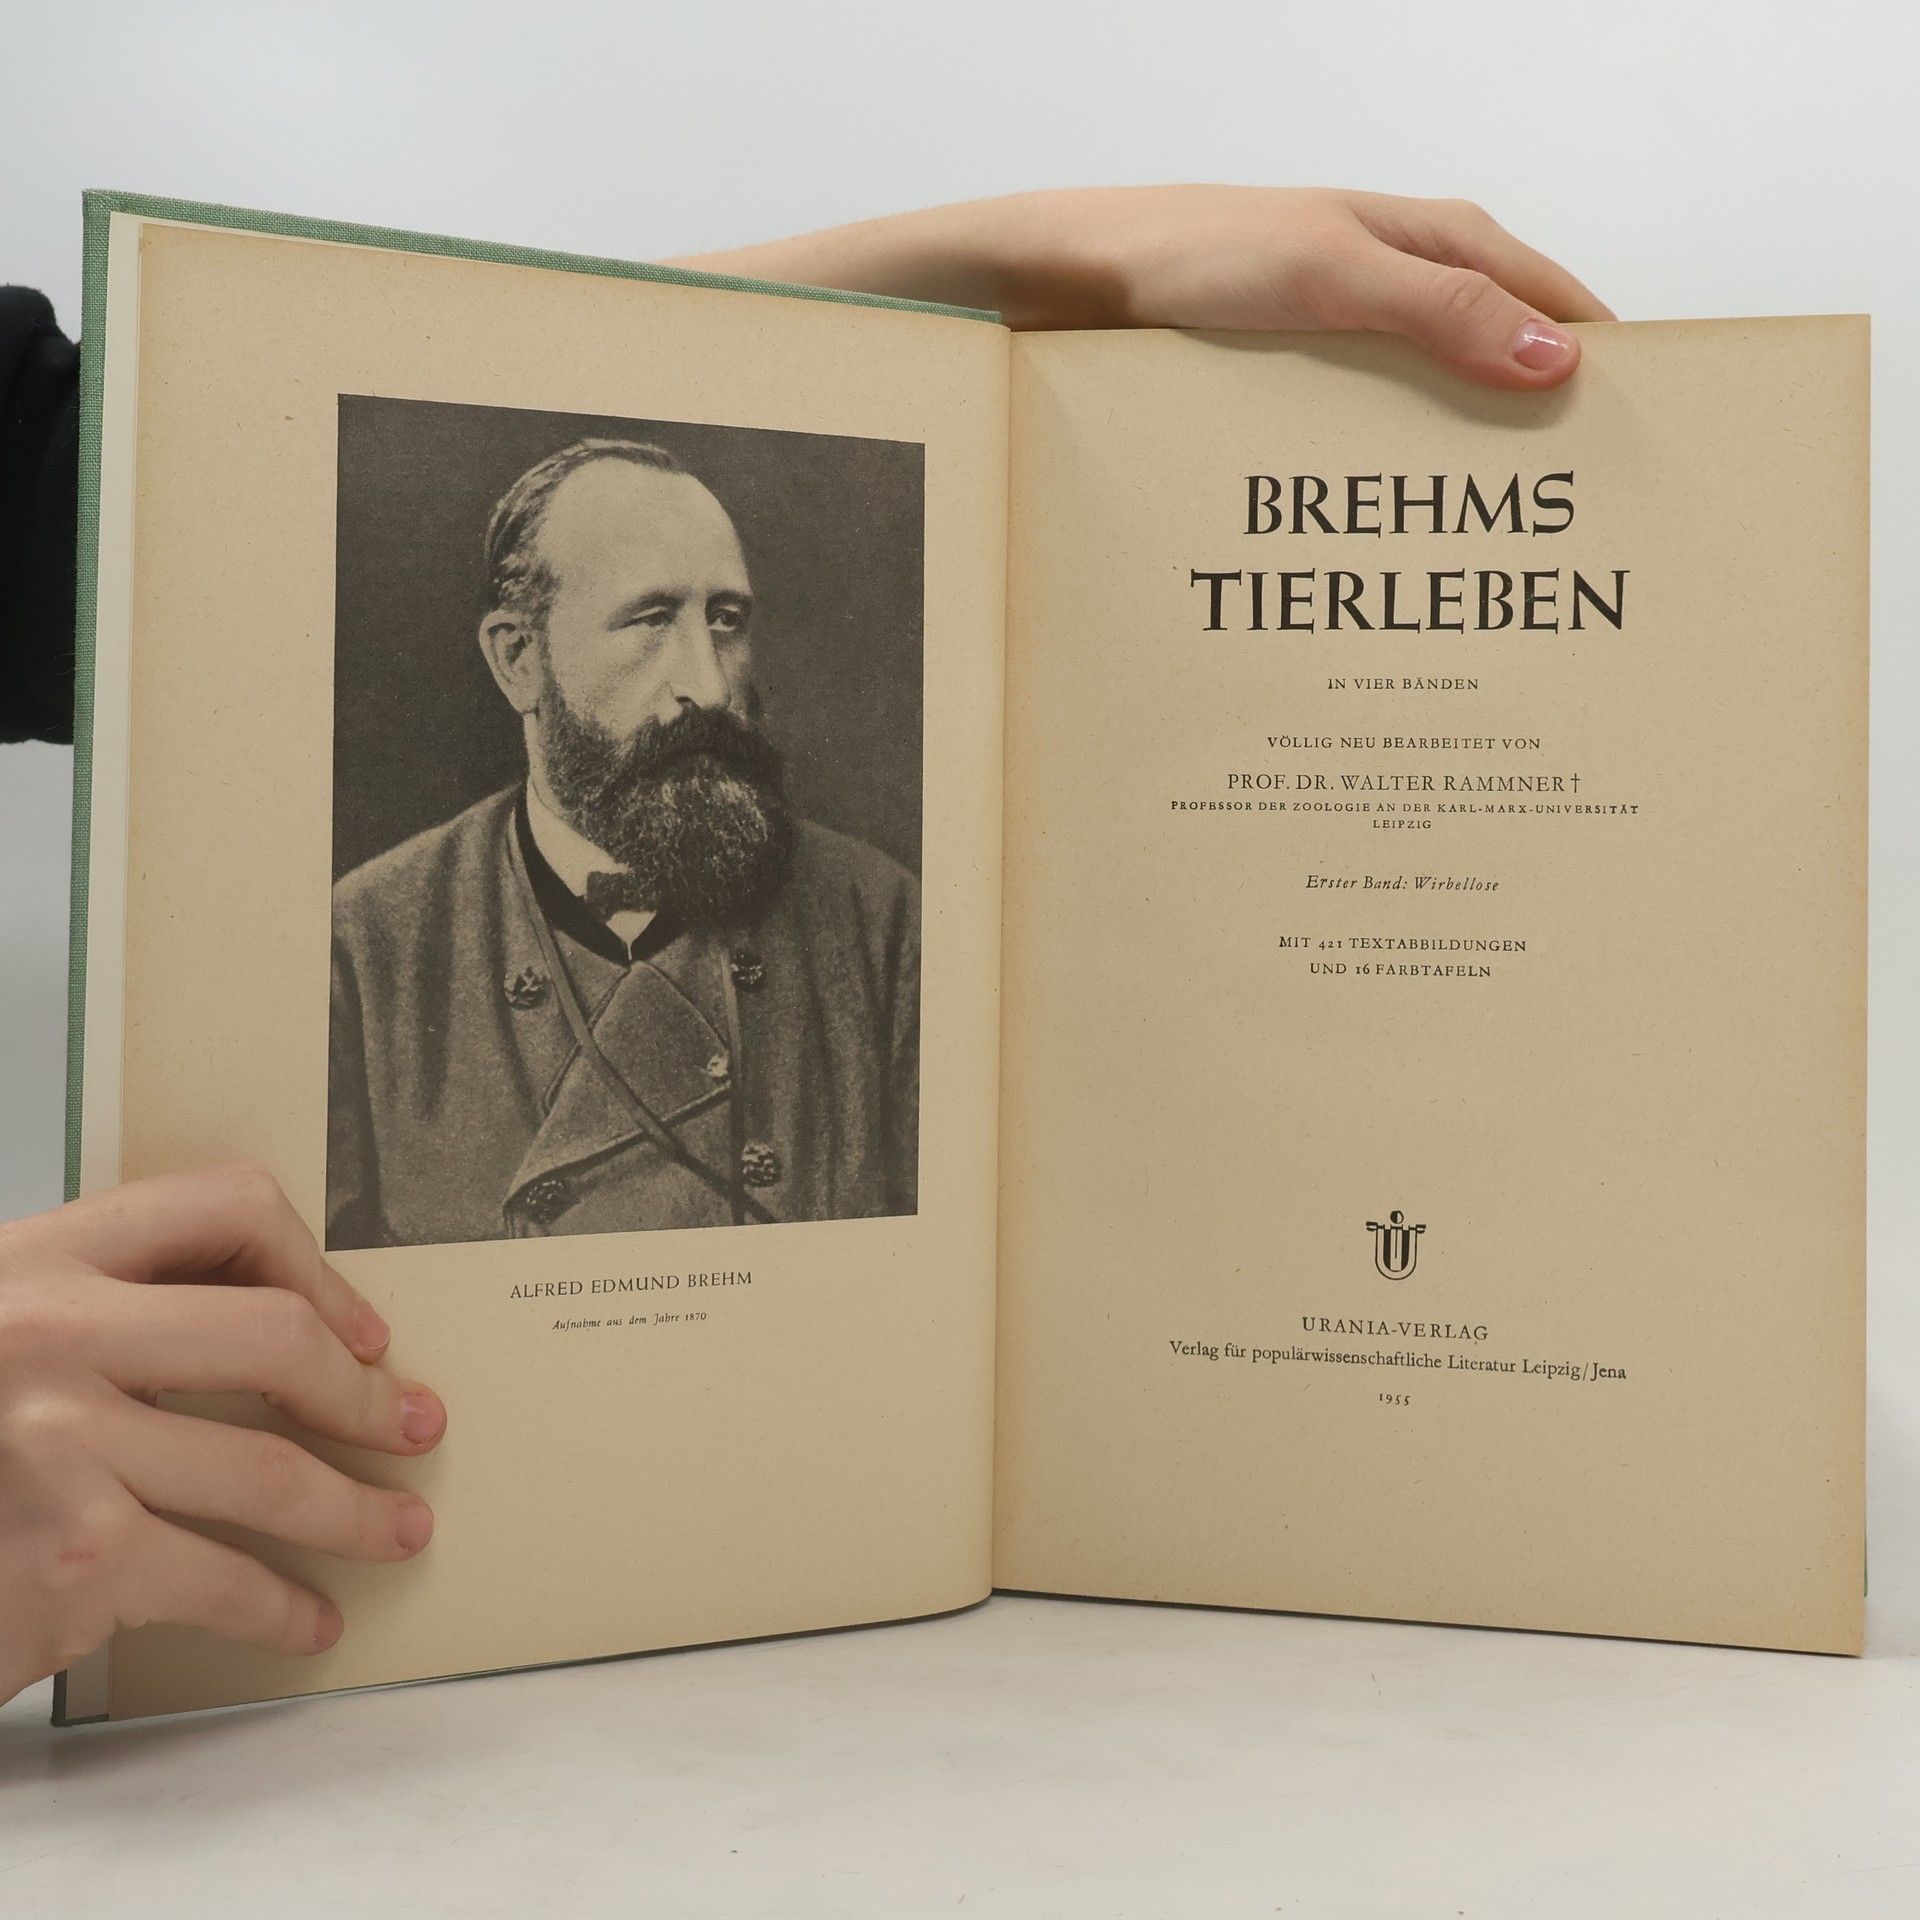 ALFRED EDMUND BREHM
Aufnahme aus dem Jahre 1870
BREHMS
TIERLEBEN
IN VIER BÄNDEN
VÖLLIG NEU BEARBEITET VON
PROF. DR. WALTER RAMMNER †
PROFESSOR DER ZOOLOGIE AN DER KARL-MARX-UNIVERSITÄT
LEIPZIG
Erster Band: Wirbellose
MIT 421 TEXTABBILDUNGEN
UND 16 FARBTAFELN
URANIA-VERLAG
Verlag für populärwissenschaftliche Literatur Leipzig/Jena
1955